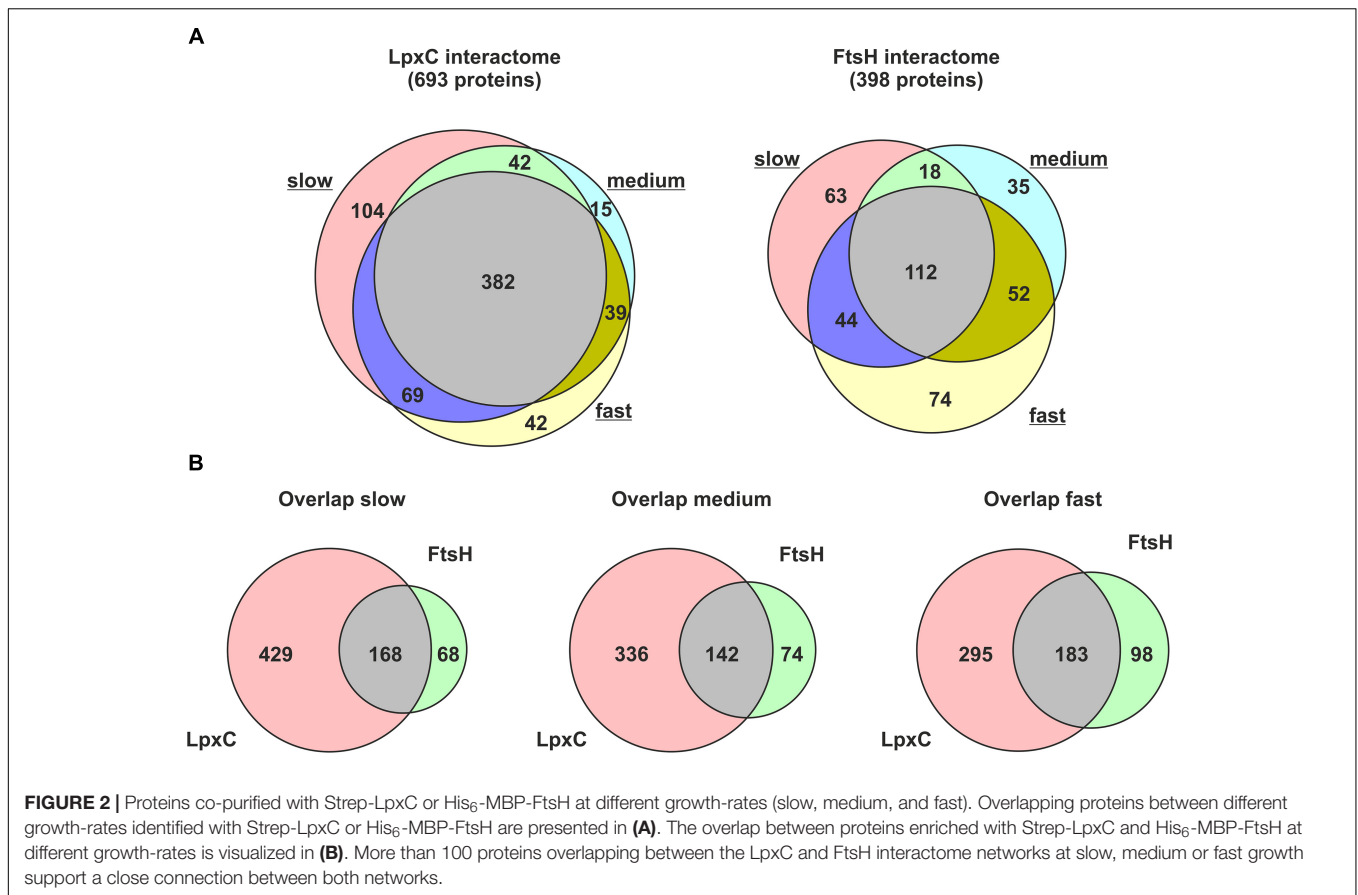 A
LpxC interactome
(693 proteins)
FtsH interactome
(398 proteins)
slow
42
medium
104
15
382
39
69
42
fast
slow
18
medium
63
35
112
52
44
74
fast
B
Overlap slow
Overlap medium
Overlap fast
FtsH
429
168
68
LpxC
FtsH
336
142
74
LpxC
FtsH
295
183
98
LpxC
FIGURE 2 | Proteins co-purified with Strep-LpxC or His₆-MBP-FtsH at different growth-rates (slow, medium, and fast). Overlapping proteins between different
growth-rates identified with Strep-LpxC or His₆-MBP-FtsH are presented in (A). The overlap between proteins enriched with Strep-LpxC and His₆-MBP-FtsH at
different growth-rates is visualized in (B). More than 100 proteins overlapping between the LpxC and FtsH interactome networks at slow, medium or fast growth
support a close connection between both networks.